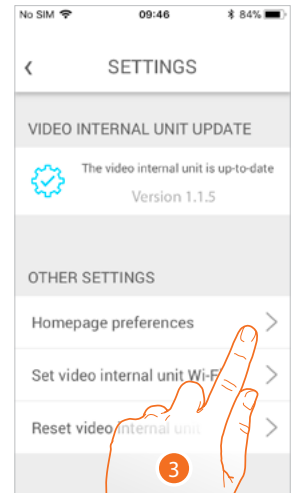 No SIM 09:46 84%
SETTINGS
VIDEO INTERNAL UNIT UPDATE
The video internal unit is up-to-date
Version 1.1.5
OTHER SETTINGS
Homepage preferences
Set video internal unit Wi-F
Reset video internal unit
3